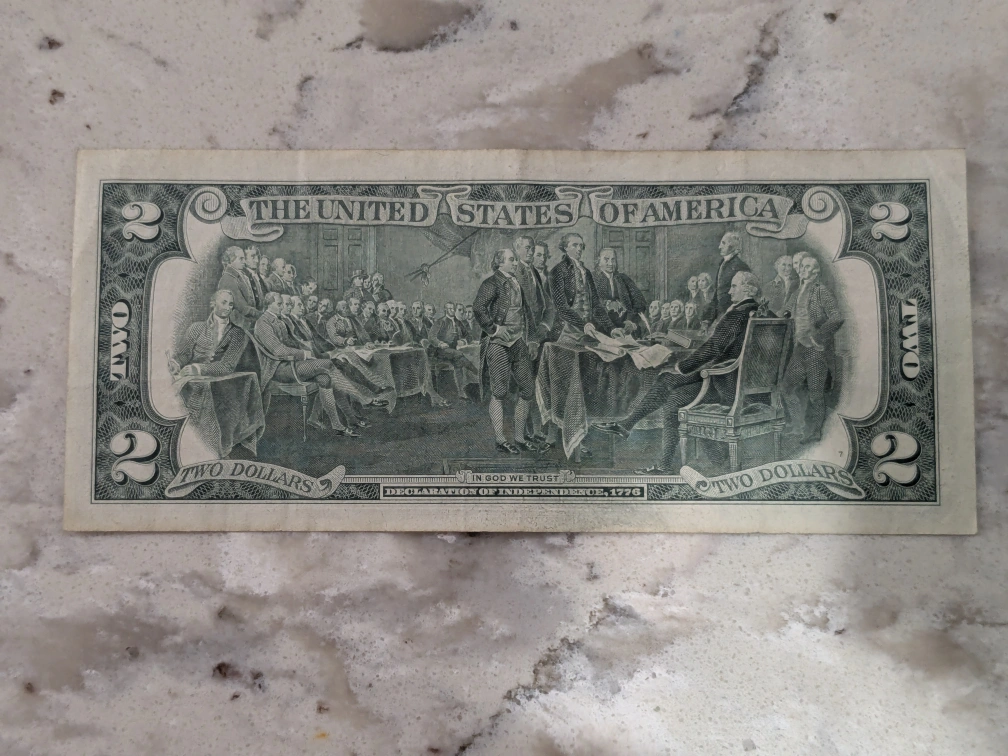 THE UNITED STATES OF AMERICA
2 2
TWO TWO
2 2
TWO DOLLARS TWO DOLLARS
IN GOD WE TRUST
DECLARATION OF INDEPENDENCE, 1776